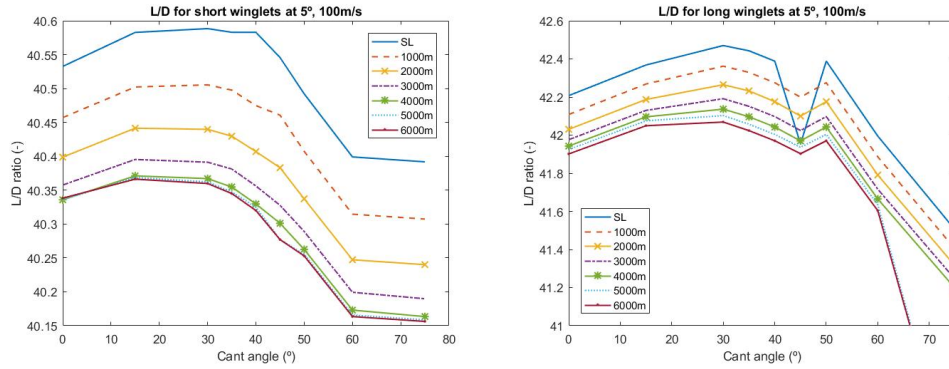 L/D for short winglets at 5º, 100m/s
L/D ratio (-)
40.6
40.55
40.5
40.45
40.4
40.35
40.3
40.25
40.2
40.15
0 10 20 30 40 50 60 70 80
Cant angle (º)
SL
1000m
2000m
3000m
4000m
5000m
6000m
L/D for long winglets at 5º, 100m/s
L/D ratio (-)
42.6
42.4
42.2
42
41.8
41.6
41.4
41.2
41
0 10 20 30 40 50 60 70
Cant angle (º)
SL
1000m
2000m
3000m
4000m
5000m
6000m